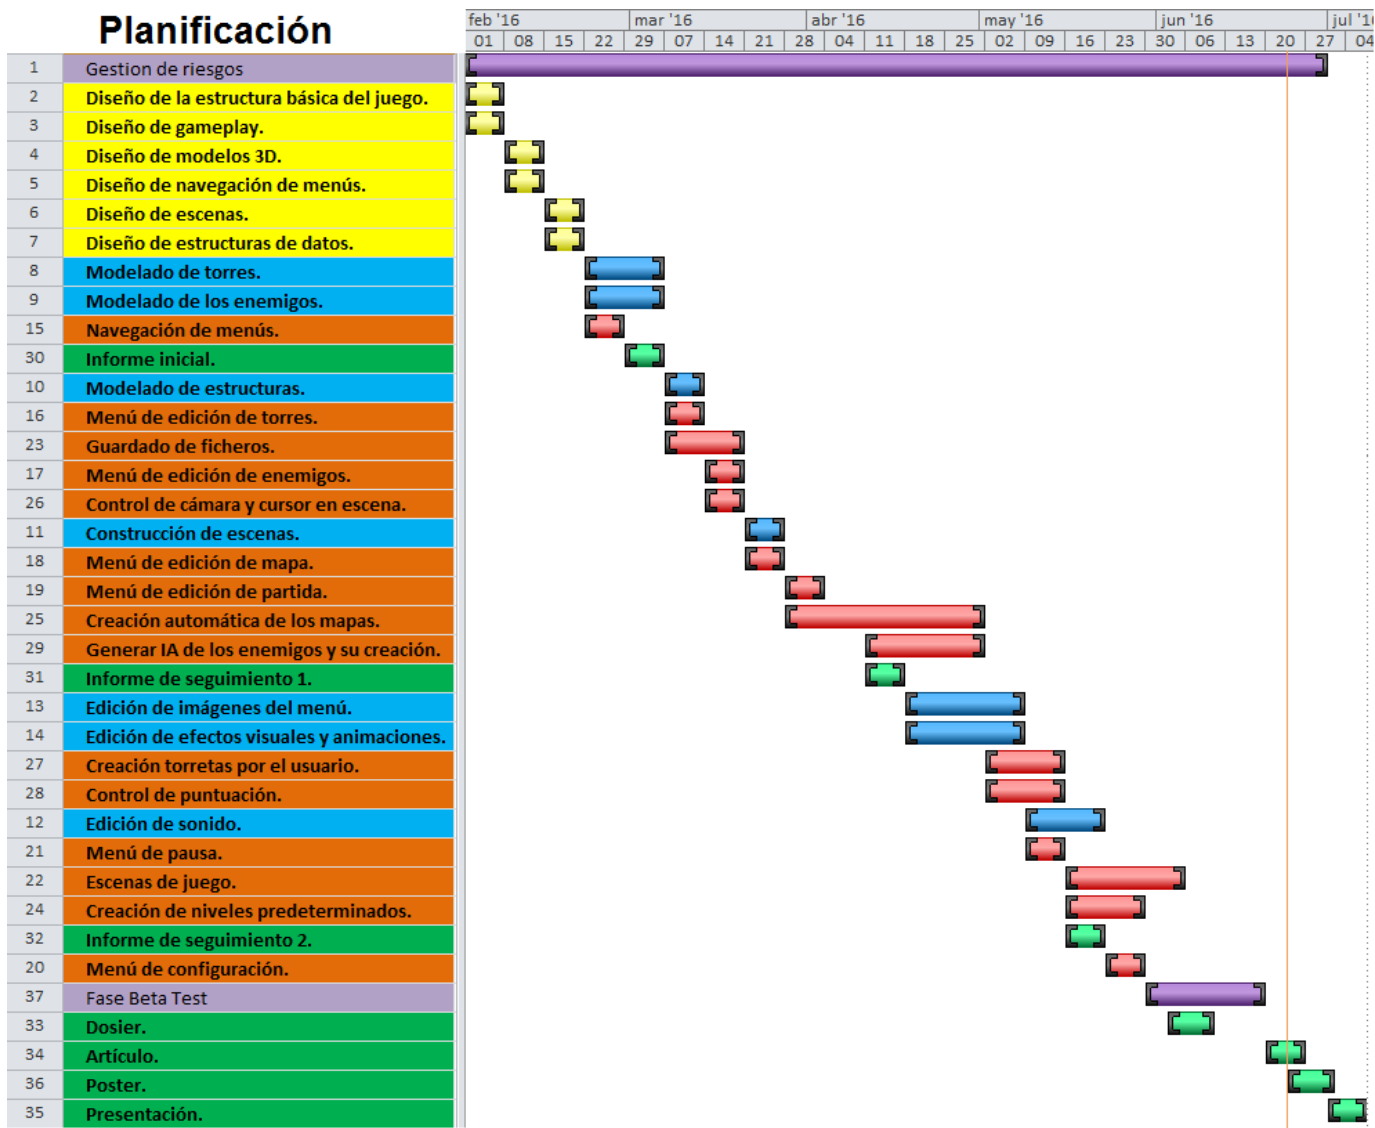 Planificación
feb '16 mar '16 abr '16 may '16 jun '16 jul '1
01 08 15 22 29 07 14 21 28 04 11 18 25 02 09 16 23 30 06 13 20 27 04
1 Gestion de riesgos
2 Diseño de la estructura básica del juego.
3 Diseño de gameplay.
4 Diseño de modelos 3D.
5 Diseño de navegación de menús.
6 Diseño de escenas.
7 Diseño de estructuras de datos.
8 Modelado de torres.
9 Modelado de los enemigos.
15 Navegación de menús.
30 Informe inicial.
10 Modelado de estructuras.
16 Menú de edición de torres.
23 Guardado de ficheros.
17 Menú de edición de enemigos.
26 Control de cámara y cursor en escena.
11 Construcción de escenas.
18 Menú de edición de mapa.
19 Menú de edición de partida.
25 Creación automática de los mapas.
29 Generar IA de los enemigos y su creación.
31 Informe de seguimiento 1.
13 Edición de imágenes del menú.
14 Edición de efectos visuales y animaciones.
27 Creación torretas por el usuario.
28 Control de puntuación.
12 Edición de sonido.
21 Menú de pausa.
22 Escenas de juego.
24 Creación de niveles predeterminados.
32 Informe de seguimiento 2.
20 Menú de configuración.
37 Fase Beta Test
33 Dosier.
34 Artículo.
36 Poster.
35 Presentación.